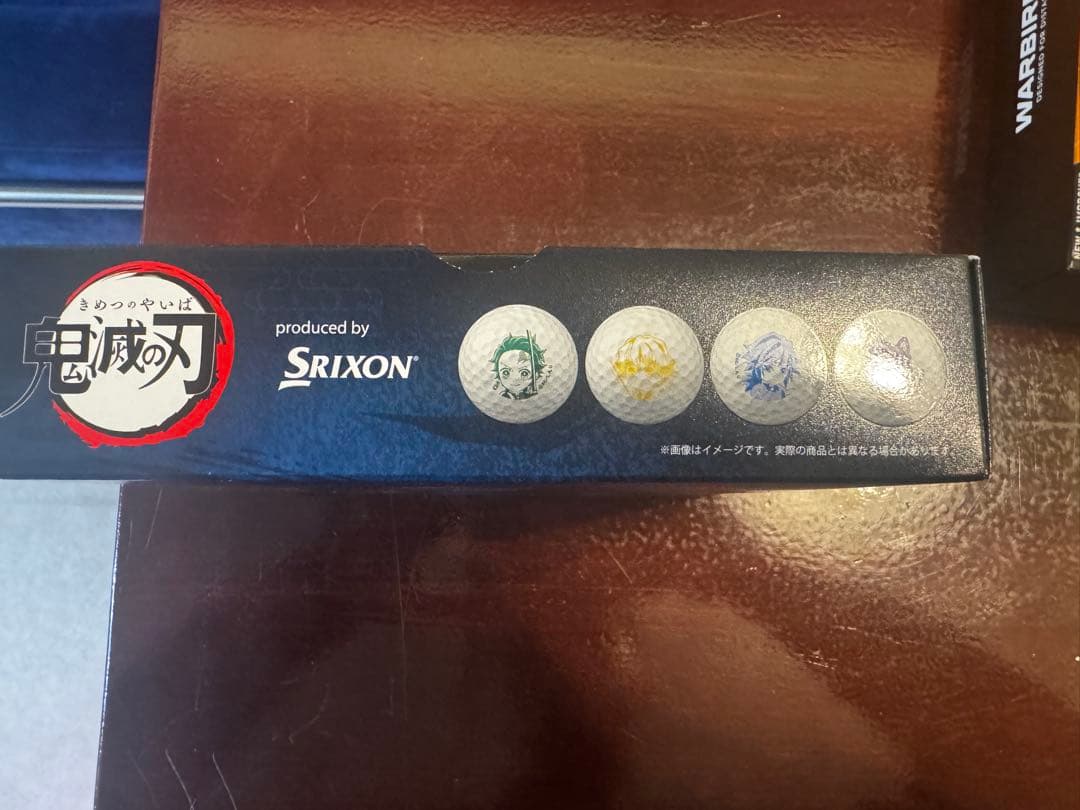 きめつのやいば
鬼滅の刃
produced by
SRIXON
※画像はイメージです。実際の商品とは異なる場合があります。
WARBIR
DESIGNED FOR DISTA